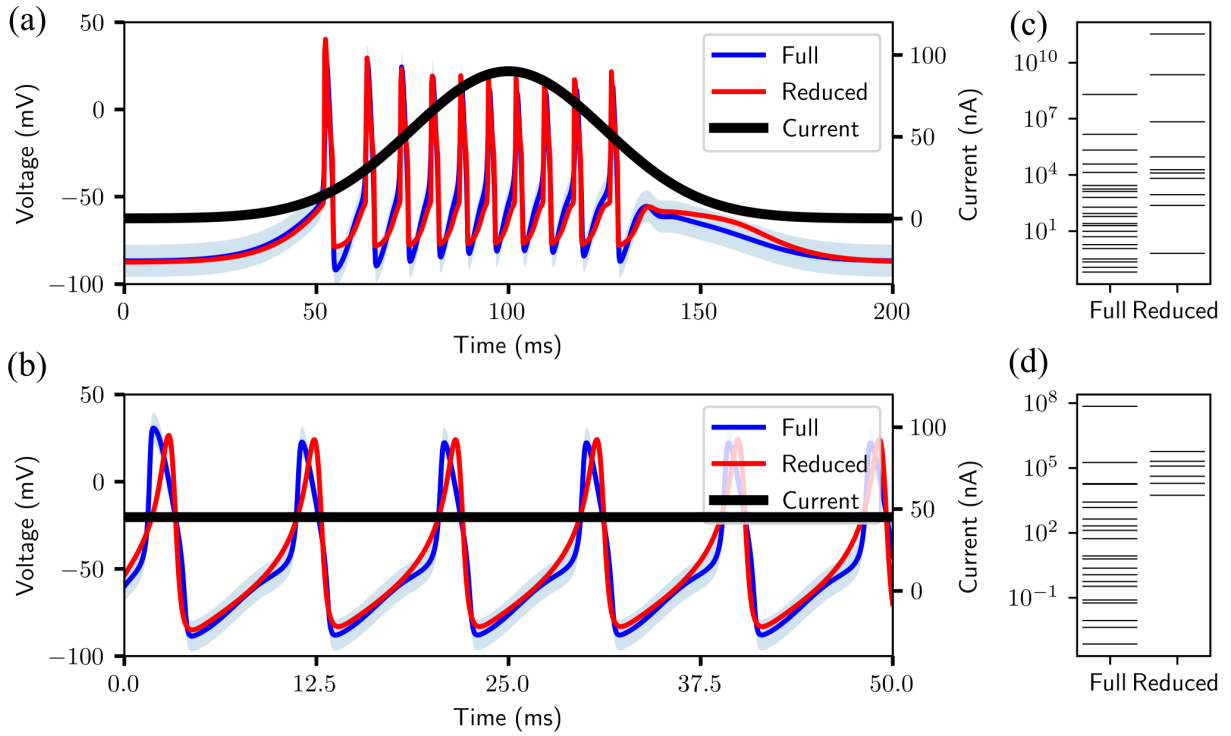 (a)
50
0
−50
−100
Voltage (mV)
0
50
100
150
200
Time (ms)
100
50
0
Current (nA)
Full
Reduced
Current
(c)
10^10
10^7
10^4
10^1
Full Reduced
(b)
50
0
−50
−100
Voltage (mV)
0.0
12.5
25.0
37.5
50.0
Time (ms)
100
50
0
Current (nA)
Full
Reduced
Current
(d)
10^8
10^5
10^2
10^−1
Full Reduced